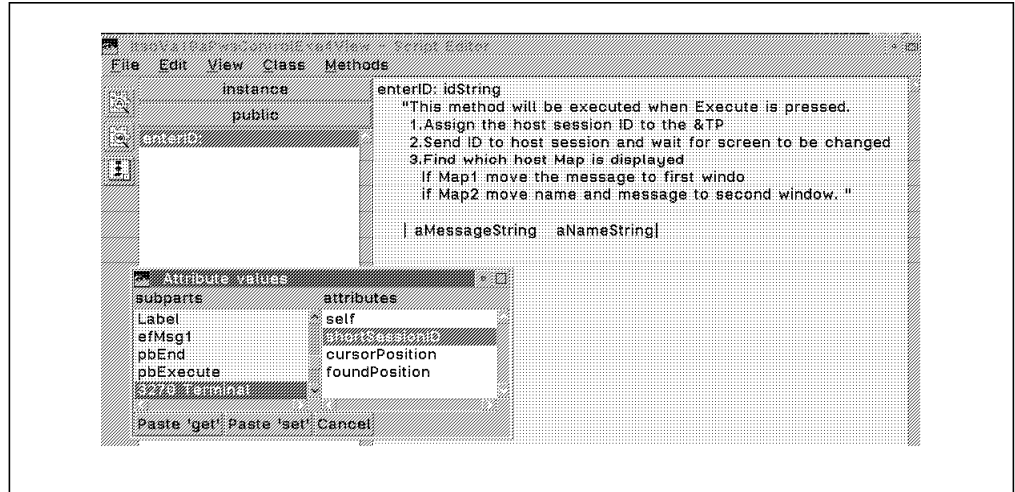 ItsoVa10aPwsControlExe4View - Script Editor
File Edit View Class Methods
instance
public
enterID:
enterID: idString
"This method will be executed when Execute is pressed.
1.Assign the host session ID to the &TP
2.Send ID to host session and wait for screen to be changed
3.Find which host Map is displayed
If Map1 move the message to first windo
if Map2 move name and message to second window. "
| aMessageString aNameString|
Attribute values
subparts
attributes
Label
efMsg1
pbEnd
pbExecute
3270 Terminal
self
shortSessionID
cursorPosition
foundPosition
Paste 'get' Paste 'set' Cancel